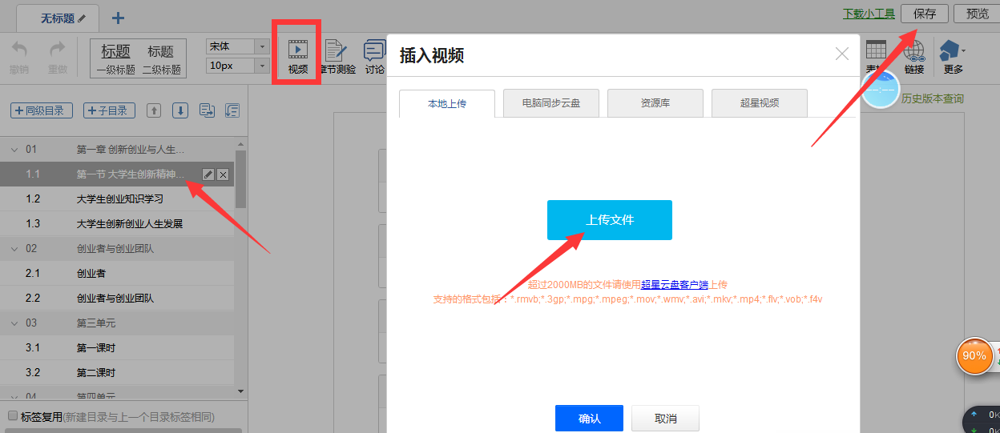 无标题
下载小工具 保存 预览
撤销 重做 标题 标题 宋体 视频 章节测验 讨论 链接 更多
一级标题 二级标题 10px
插入视频
本地上传 电脑同步云盘 资源库 超星视频
--:--
历史版本查询
+同级目录 +子目录
01 第一章 创新创业与人生...
1.1 第一节 大学生创新精神...
1.2 大学生创业知识学习
1.3 大学生创新创业人生发展
02 创业者与创业团队
2.1 创业者
2.2 创业者与创业团队
03 第三单元
3.1 第一课时
3.2 第二课时
04 第四单元
标签复用(新建目录与上一个目录标签相同)
上传文件
超过2000MB的文件请使用超星云盘客户端上传
支持的格式包括：*.rmvb;*.3gp;*.mpg;*.mpeg;*.mov;*.wmv;*.avi;*.mkv;*.mp4;*.flv;*.vob;*.f4v
确认 取消
90%
0K
0K